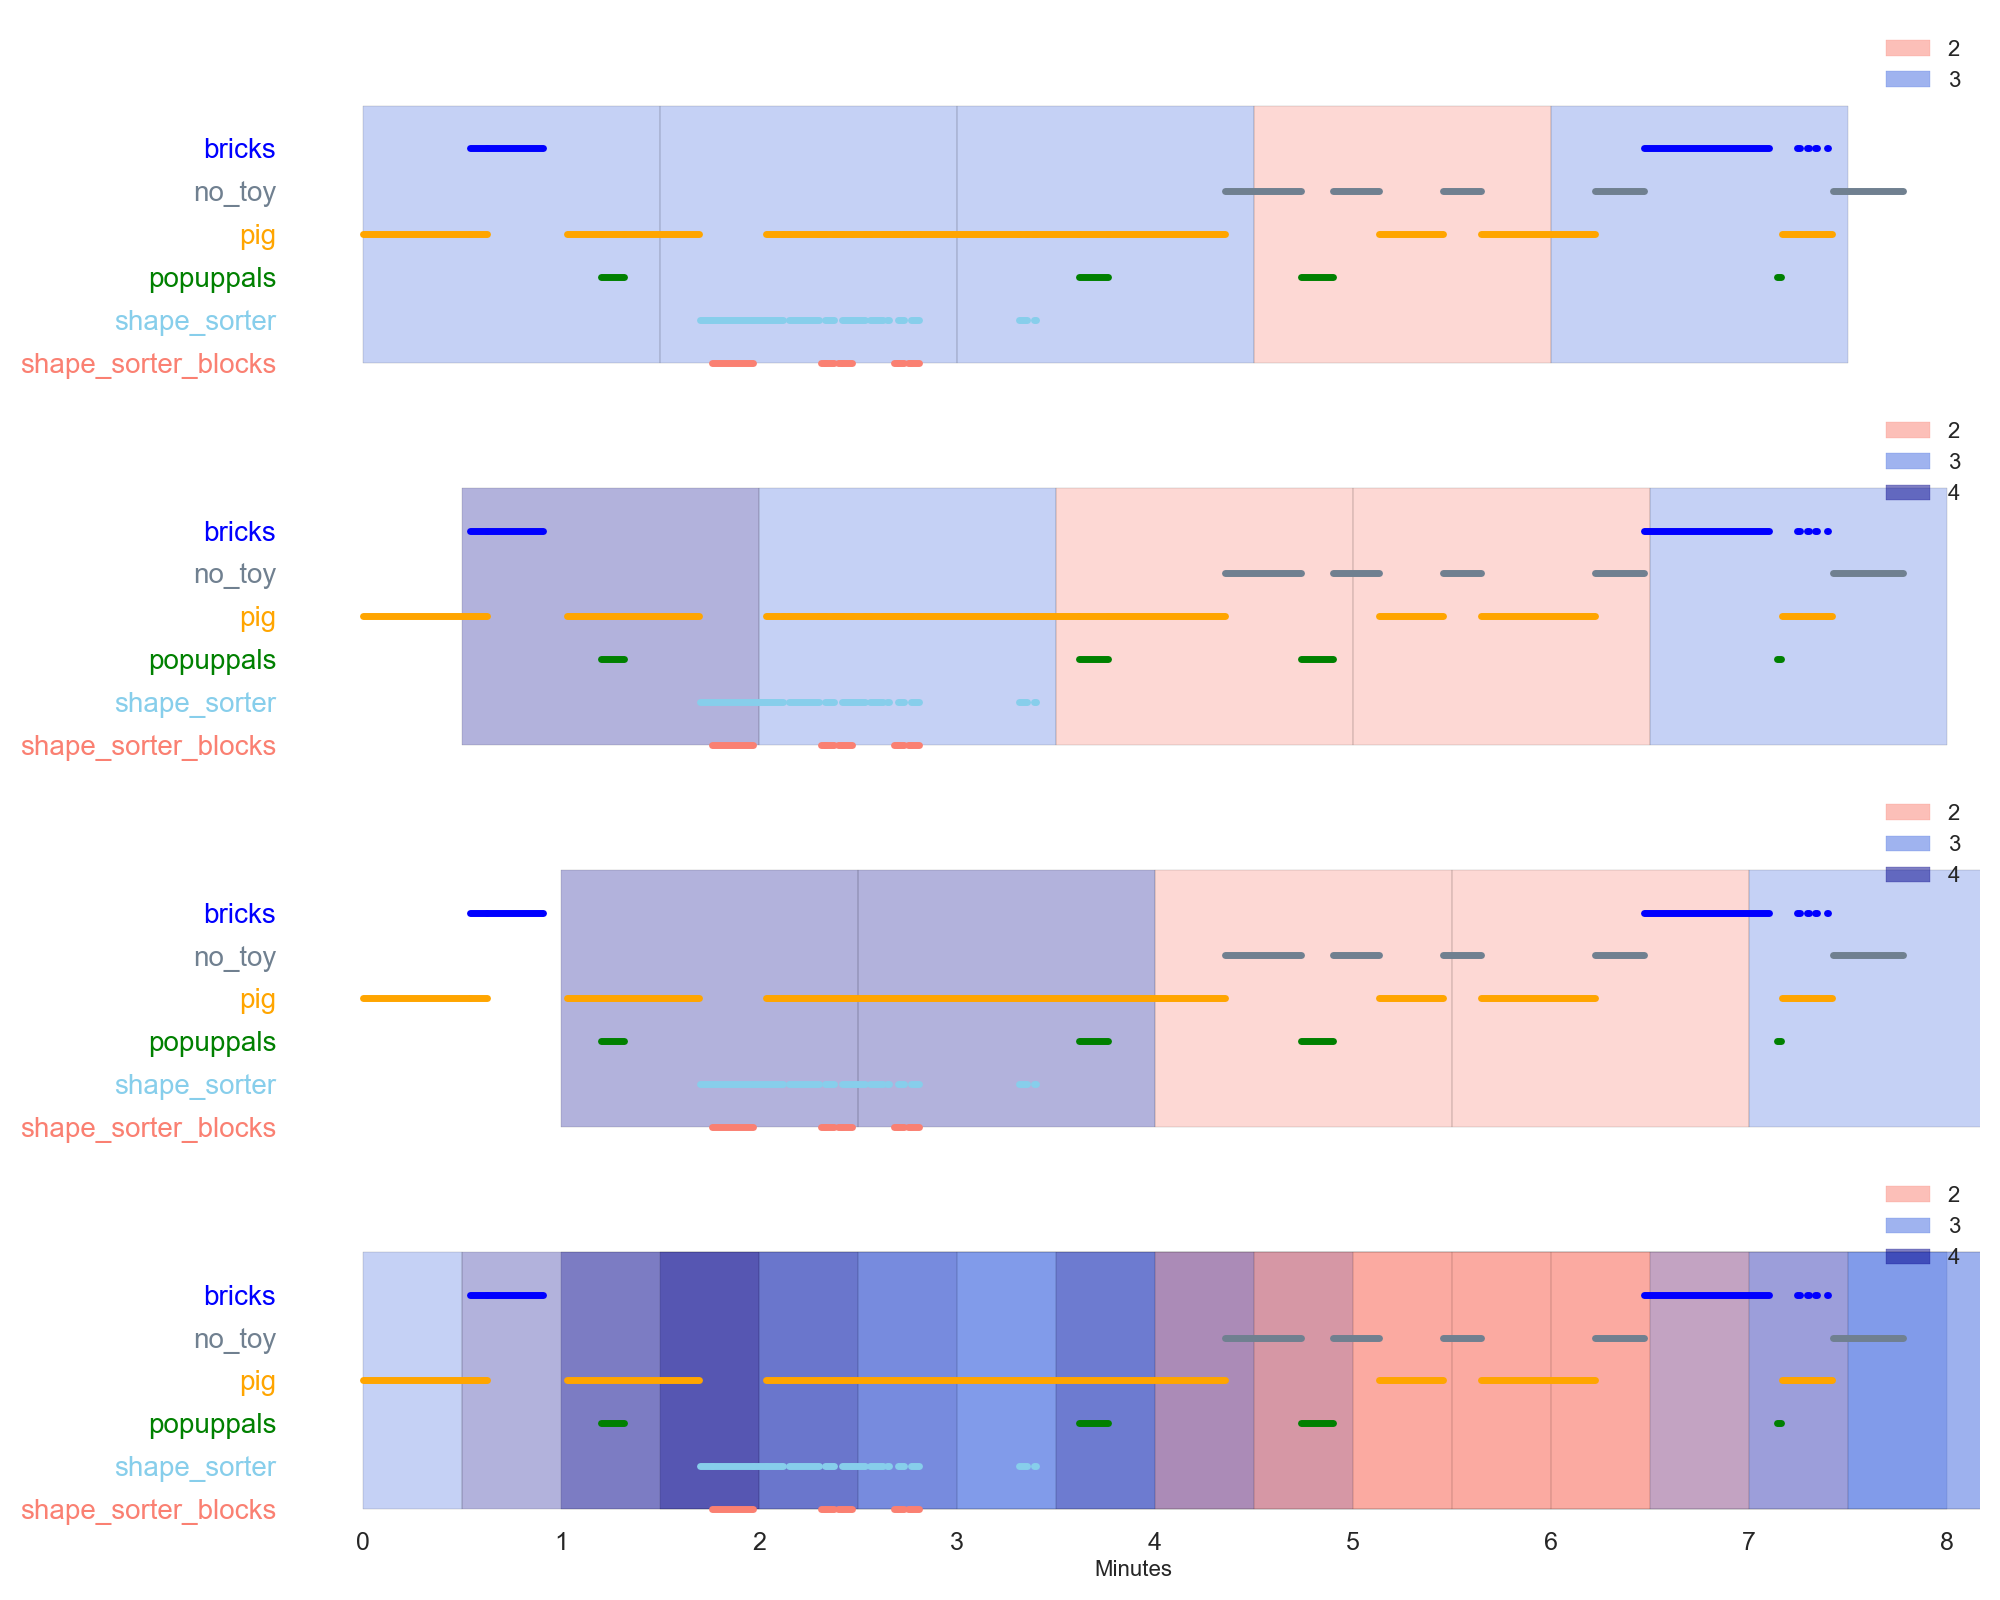 2
3
bricks
no_toy
pig
popuppals
shape_sorter
shape_sorter_blocks
2
3
4
bricks
no_toy
pig
popuppals
shape_sorter
shape_sorter_blocks
2
3
4
bricks
no_toy
pig
popuppals
shape_sorter
shape_sorter_blocks
2
3
4
bricks
no_toy
pig
popuppals
shape_sorter
shape_sorter_blocks
0 1 2 3 4 5 6 7 8
Minutes